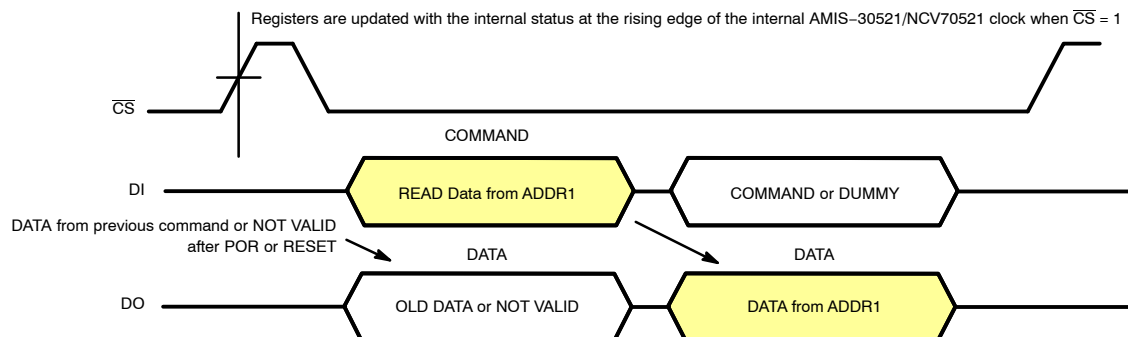 Registers are updated with the internal status at the rising edge of the internal AMIS−30521/NCV70521 clock when C̅S̅ = 1
C̅S̅
COMMAND
DI
READ Data from ADDR1
COMMAND or DUMMY
DATA from previous command or NOT VALID
after POR or RESET
DATA
DATA
DO
OLD DATA or NOT VALID
DATA from ADDR1